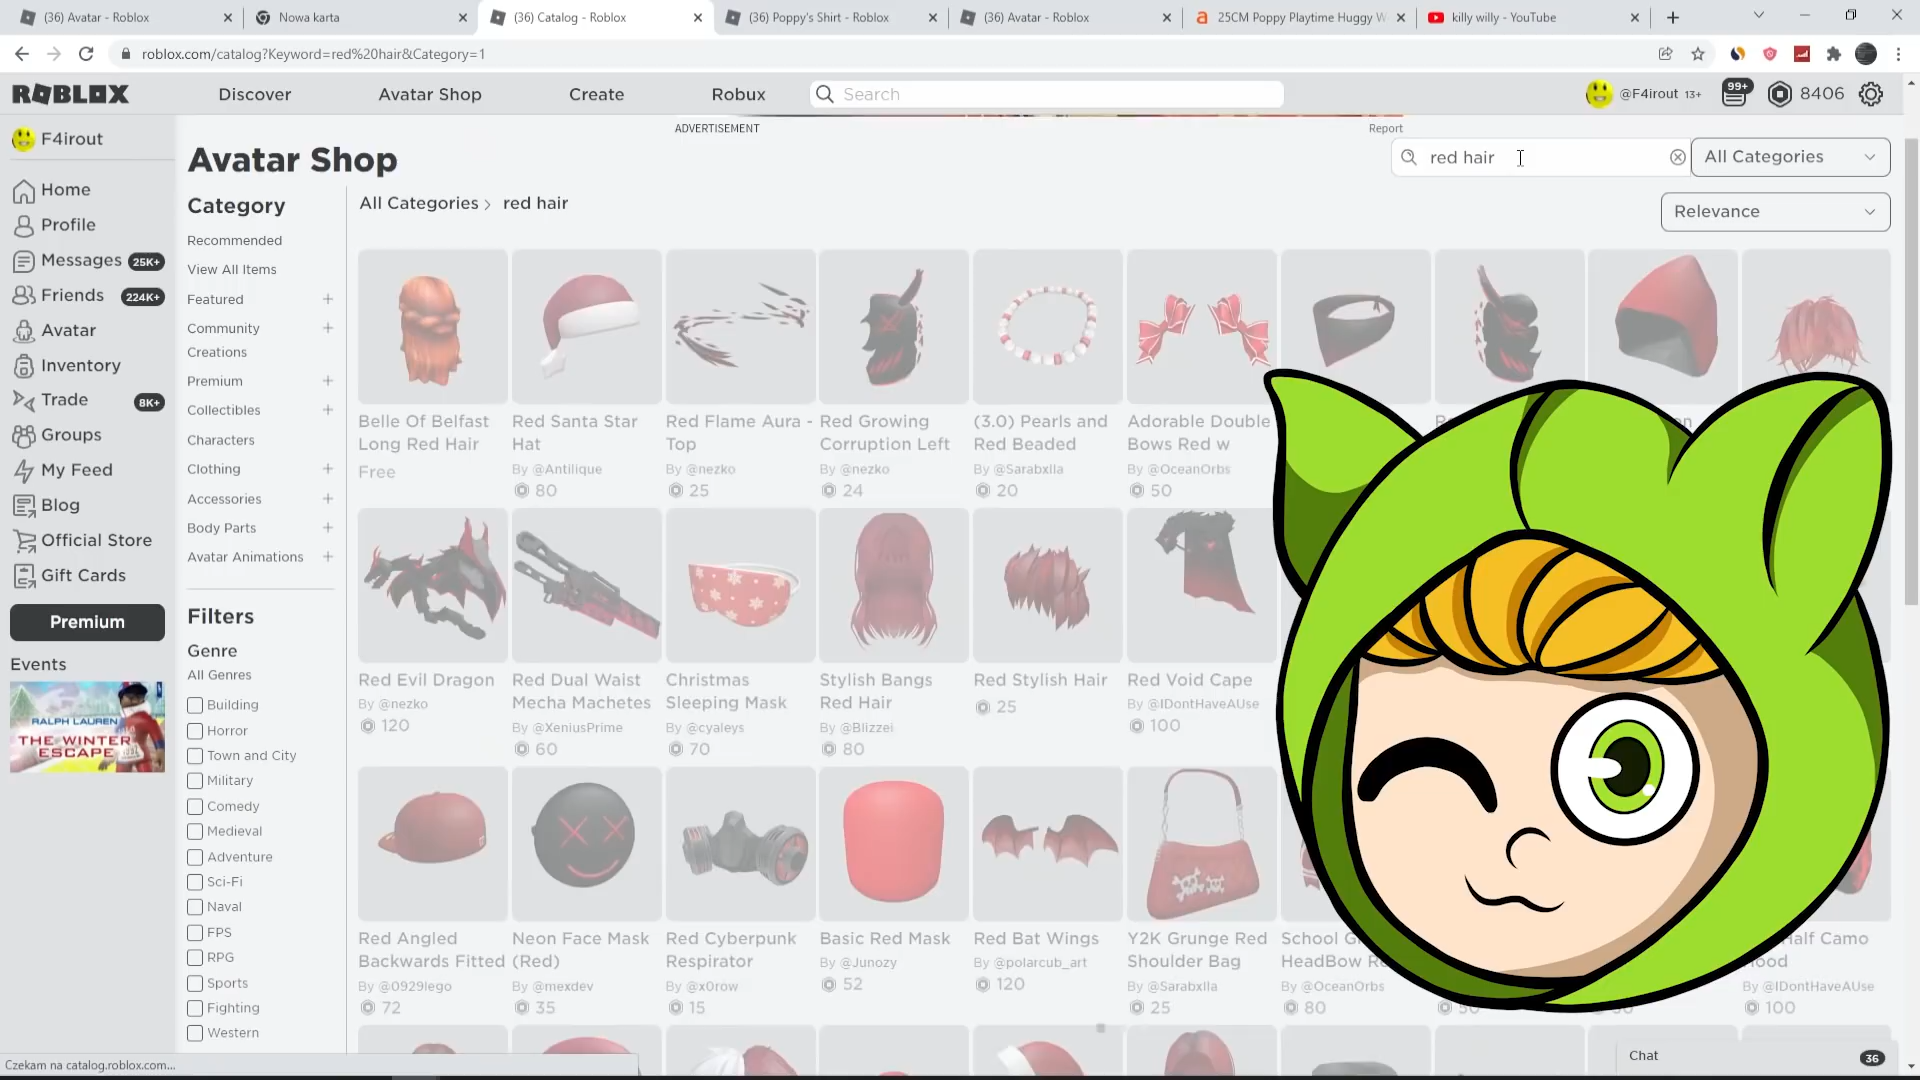 (36) Avatar - Roblox
Nowa karta
(36) Catalog - Roblox
(36) Poppy's Shirt - Roblox
(36) Avatar - Roblox
25CM Poppy Playtime Huggy W
killy willy - YouTube
roblox.com/catalog?Keyword=red%20hair&Category=1
ROBLOX
Discover
Avatar Shop
Create
Robux
Search
@F4irout 13+
99+
8406
ADVERTISEMENT
Report
F4irout
Home
Profile
Messages 25K+
Friends 224K+
Avatar
Inventory
Trade 8K+
Groups
My Feed
Blog
Official Store
Gift Cards
Premium
Events
RALPH LAUREN
THE WINTER
ESCAPE
Avatar Shop
red hair
All Categories
Category
Recommended
View All Items
Featured +
Community +
Creations
Premium +
Collectibles +
Characters
Clothing +
Accessories +
Body Parts +
Avatar Animations +
Filters
Genre
All Genres
Building
Horror
Town and City
Military
Comedy
Medieval
Adventure
Sci-Fi
Naval
FPS
RPG
Sports
Fighting
Western
All Categories > red hair
Relevance
Belle Of Belfast
Long Red Hair
Free
Red Santa Star
Hat
By @Antilique
80
Red Flame Aura -
Top
By @nezko
25
Red Growing
Corruption Left
By @nezko
24
(3.0) Pearls and
Red Beaded
By @Sarabxlla
20
Adorable Double
Bows Red w
By @OceanOrbs
50
Red Evil Dragon
By @nezko
120
Red Dual Waist
Mecha Machetes
By @XeniusPrime
60
Christmas
Sleeping Mask
By @cyaleys
70
Stylish Bangs
Red Hair
By @Blizzei
80
Red Stylish Hair
25
Red Void Cape
By @IDontHaveAUse
100
Red Angled
Backwards Fitted
By @0929lego
72
Neon Face Mask
(Red)
By @mexdev
35
Red Cyberpunk
Respirator
By @x0row
15
Basic Red Mask
By @Junozy
52
Red Bat Wings
By @polarcub_art
120
Y2K Grunge Red
Shoulder Bag
By @Sarabxlla
25
School
HeadBow
By @OceanOrbs
80
Half Camo
Hood
By @IDontHaveAUse
100
Czekam na catalog.roblox.com...
Chat
36